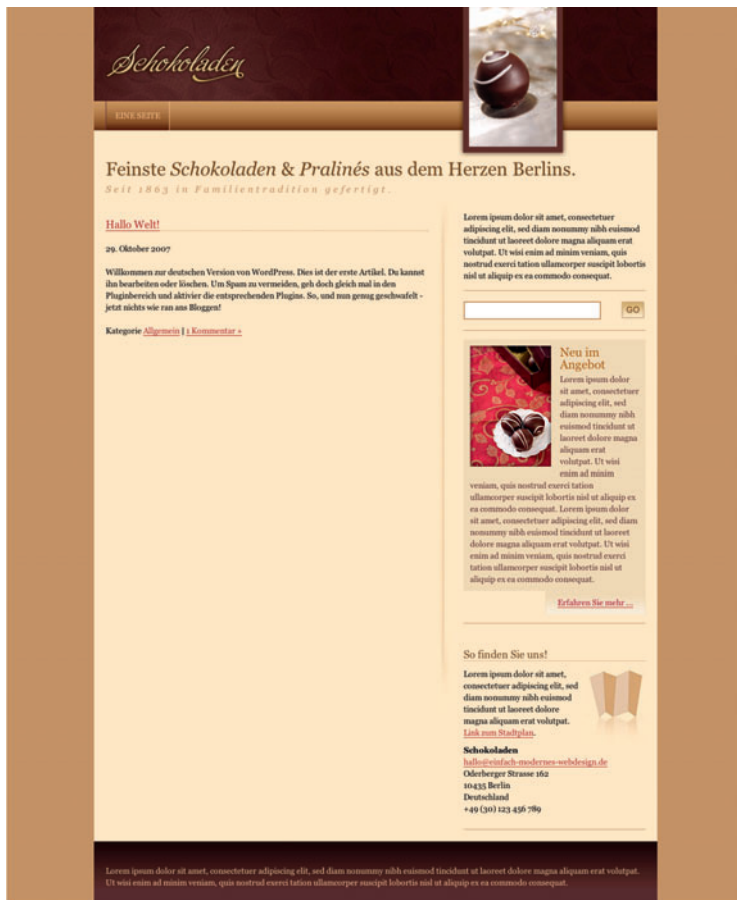 Schokoladen
EINE SEITE
Feinste Schokoladen & Pralinés aus dem Herzen Berlins.
Seit 1863 in Familientradition gefertigt.
Hallo Welt!
29. Oktober 2007
Willkommen zur deutschen Version von WordPress. Dies ist der erste Artikel. Du kannst
ihn bearbeiten oder löschen. Um Spam zu vermeiden, geh doch gleich mal in den
Pluginbereich und aktivier die entsprechenden Plugins. So, und nun genug geschwafelt -
jetzt nichts wie ran ans Bloggen!
Kategorie Allgemein | 1 Kommentar »
Lorem ipsum dolor sit amet, consectetuer
adipiscing elit, sed diam nonummy nibh euismod
tincidunt ut laoreet dolore magna aliquam erat
volutpat. Ut wisi enim ad minim veniam, quis
nostrud exerci tation ullamcorper suscipit lobortis
nisl ut aliquip ex ea commodo consequat.
GO
Neu im
Angebot
Lorem ipsum dolor
sit amet, consectetuer
adipiscing elit, sed
diam nonummy nibh
euismod tincidunt ut
laoreet dolore magna
aliquam erat
volutpat. Ut wisi
enim ad minim
veniam, quis nostrud exerci tation
ullamcorper suscipit lobortis nisl ut aliquip ex
ea commodo consequat. Lorem ipsum dolor
sit amet, consectetuer adipiscing elit, sed diam
nonummy nibh euismod tincidunt ut laoreet
dolore magna aliquam erat volutpat. Ut wisi
enim ad minim veniam, quis nostrud exerci
tation ullamcorper suscipit lobortis nisl ut
aliquip ex ea commodo consequat.
Erfahren Sie mehr ...
So finden Sie uns!
Lorem ipsum dolor sit amet,
consectetuer adipiscing elit, sed
diam nonummy nibh euismod
tincidunt ut laoreet dolore
magna aliquam erat volutpat.
Link zum Stadtplan.
Schokoladen
hallo@einfach-modernes-webdesign.de
Oderberger Strasse 162
10435 Berlin
Deutschland
+49 (30) 123 456 789
Lorem ipsum dolor sit amet, consectetuer adipiscing elit, sed diam nonummy nibh euismod tincidunt ut laoreet dolore magna aliquam erat volutpat.
Ut wisi enim ad minim veniam, quis nostrud exerci tation ullamcorper suscipit lobortis nisl ut aliquip ex ea commodo consequat.